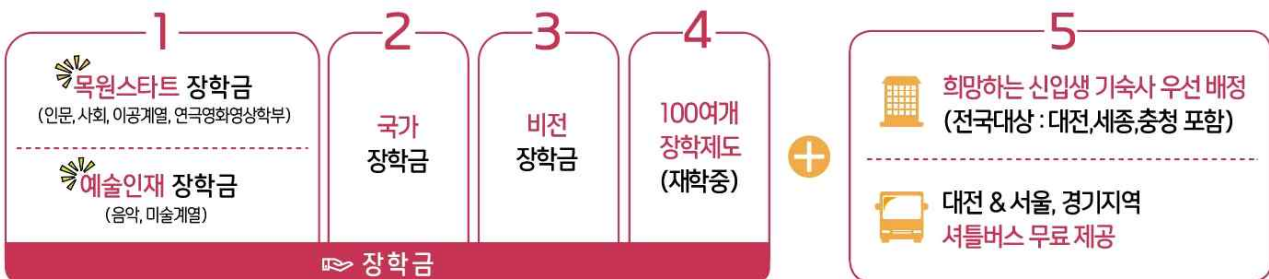 1
목원스타트 장학금
(인문, 사회, 이공계열, 연극영화영상학부)
예술인재 장학금
(음악, 미술계열)
2
국가
장학금
3
비전
장학금
4
100여개
장학제도
(재학중)
장학금
5
희망하는 신입생 기숙사 우선 배정
(전국대상 : 대전,세종,충청 포함)
대전 & 서울, 경기지역
셔틀버스 무료 제공